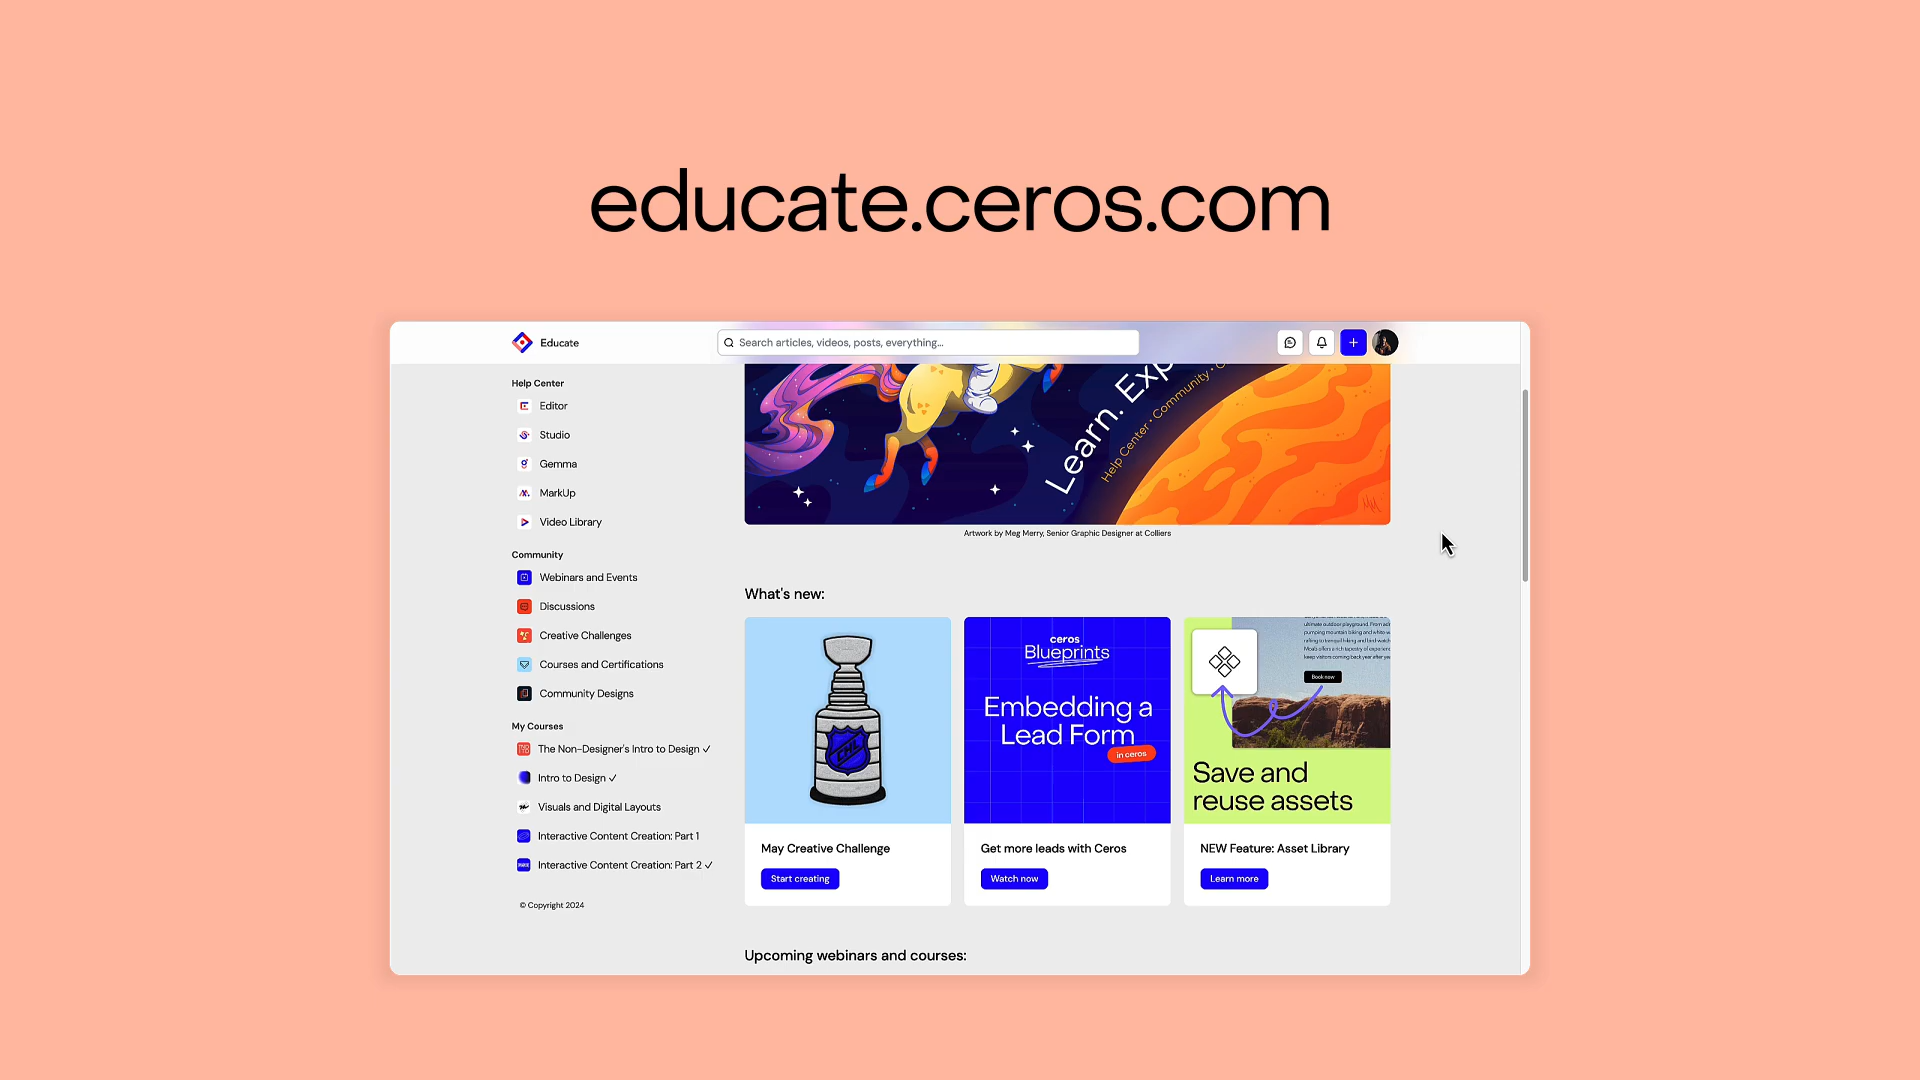 educate.ceros.com
Educate
Search articles, videos, posts, everything...
Help Center
Editor
Studio
Gemma
MarkUp
Video Library
Community
Webinars and Events
Discussions
Creative Challenges
Courses and Certifications
Community Designs
My Courses
The Non-Designer's Intro to Design ✓
Intro to Design ✓
Visuals and Digital Layouts
Interactive Content Creation: Part 1
Interactive Content Creation: Part 2 ✓
© Copyright 2024
Learn. Exp
Help Center • Community •
Artwork by Meg Merry, Senior Graphic Designer at Colliers
What's new:
May Creative Challenge
Start creating
ceros
Blueprints
Embedding a
Lead Form
in ceros
Get more leads with Ceros
Watch now
Book now
Save and
reuse assets
NEW Feature: Asset Library
Learn more
Upcoming webinars and courses: